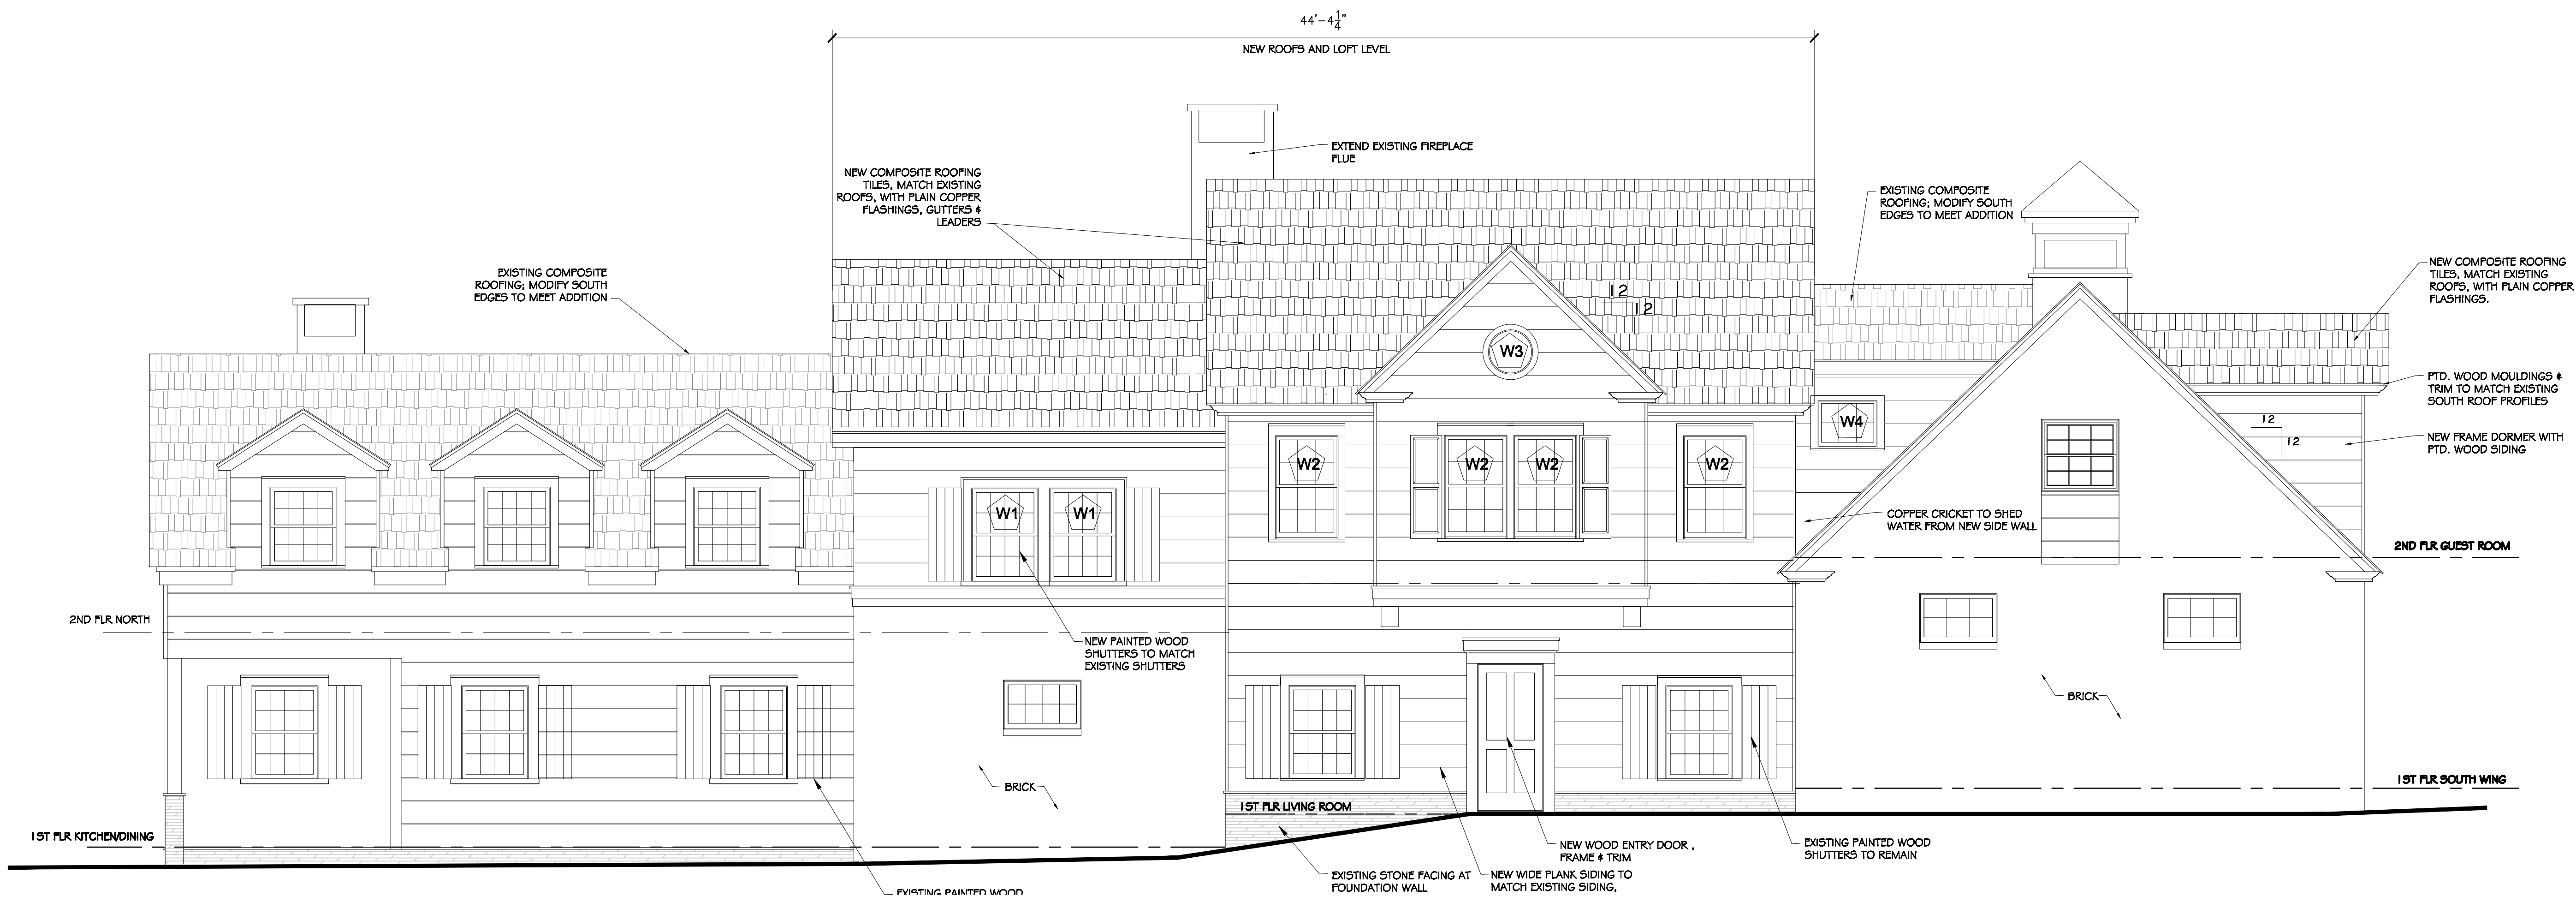 44'-4 1/4"
NEW ROOFS AND LOFT LEVEL
EXTEND EXISTING FIREPLACE
FLUE
NEW COMPOSITE ROOFING
TILES, MATCH EXISTING
ROOFS, WITH PLAIN COPPER
FLASHINGS, GUTTERS &
LEADERS
EXISTING COMPOSITE
ROOFING; MODIFY SOUTH
EDGES TO MEET ADDITION
EXISTING COMPOSITE
ROOFING; MODIFY SOUTH
EDGES TO MEET ADDITION
NEW COMPOSITE ROOFING
TILES, MATCH EXISTING
ROOFS, WITH PLAIN COPPER
FLASHINGS.
12
12
W3
PTD. WOOD MOULDINGS &
TRIM TO MATCH EXISTING
SOUTH ROOF PROFILES
W4
12
12
NEW FRAME DORMER WITH
PTD. WOOD SIDING
W2
W2
W2
W2
W1
W1
COPPER CRICKET TO SHED
WATER FROM NEW SIDE WALL
2ND FLR GUEST ROOM
2ND FLR NORTH
NEW PAINTED WOOD
SHUTTERS TO MATCH
EXISTING SHUTTERS
BRICK
BRICK
1ST FLR SOUTH WING
1ST FLR LIVING ROOM
1ST FLR KITCHEN/DINING
NEW WOOD ENTRY DOOR ,
FRAME & TRIM
EXISTING PAINTED WOOD
SHUTTERS TO REMAIN
EXISTING STONE FACING AT
FOUNDATION WALL
NEW WIDE PLANK SIDING TO
MATCH EXISTING SIDING,
EXISTING PAINTED WOOD